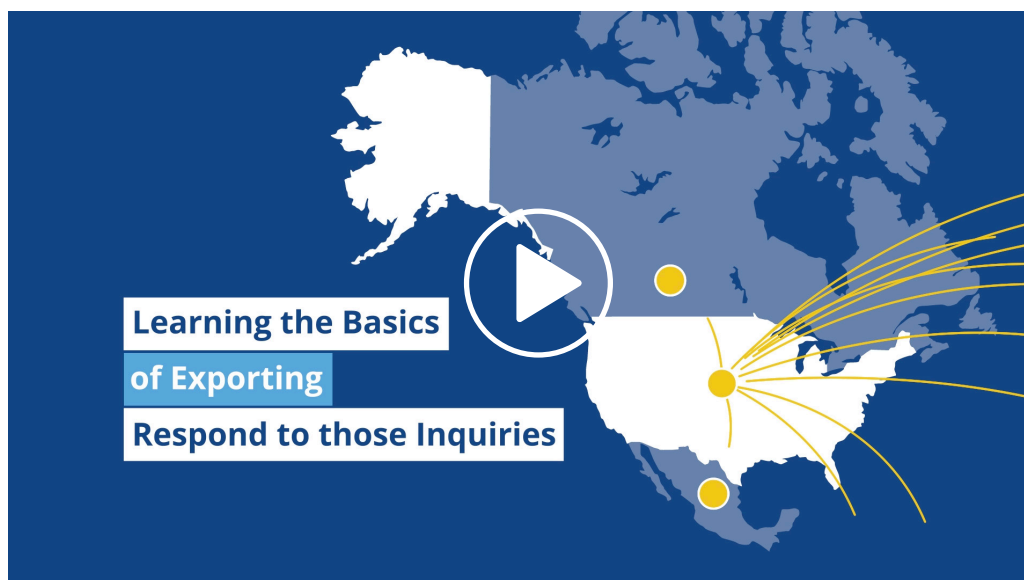 Learning the Basics
of Exporting
Respond to those Inquiries